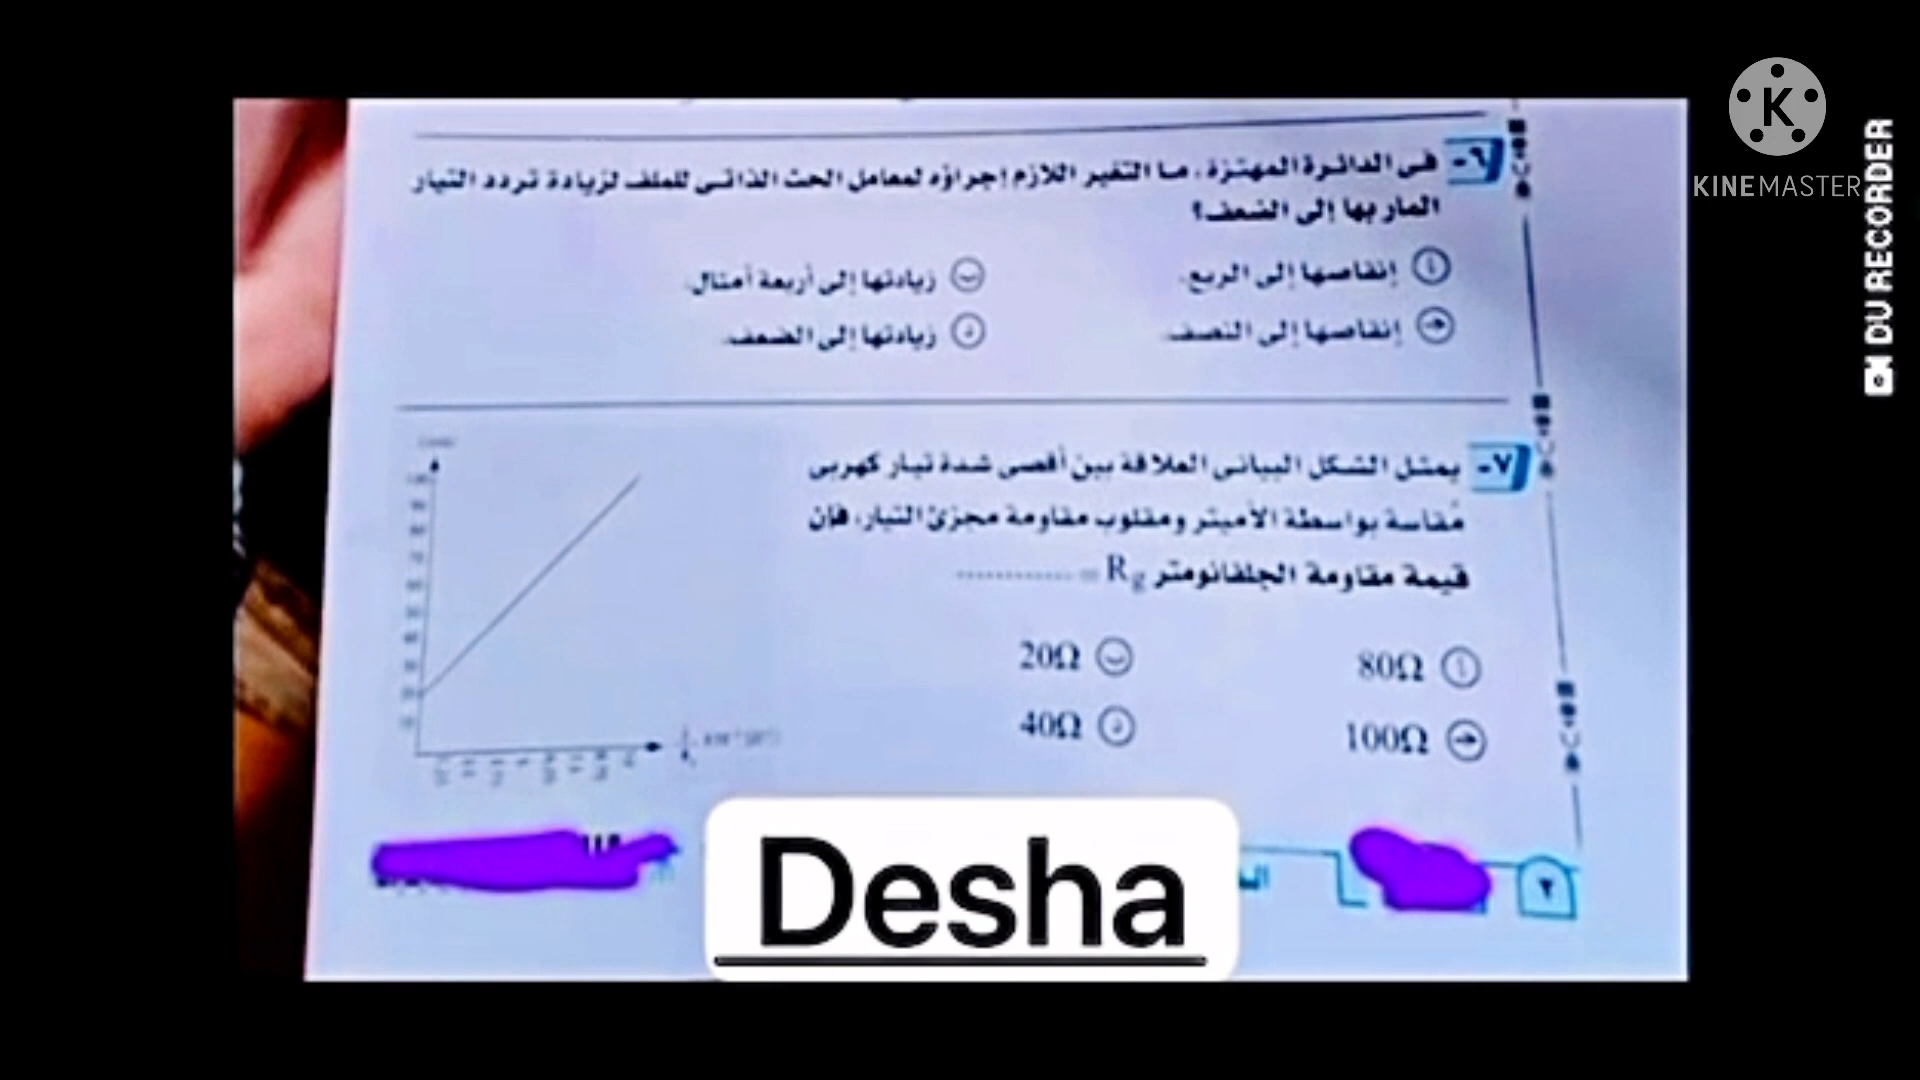 ٦- فى الدائرة المهتزة، ما التغير اللازم إجراؤه لمعامل الحث الذاتى للملف لزيادة تردد التيار
المار بها إلى الضعف؟
أ إنقاصها إلى الربع.
ب زيادتها إلى أربعة أمثال.
ج إنقاصها إلى النصف.
د زيادتها إلى الضعف.
٧- يمثل الشكل البيانى العلاقة بين أقصى شدة تيار كهربى
مُقاسة بواسطة الأميتر ومقلوب مقاومة مجزئ التيار، فإن
قيمة مقاومة الجلفانومتر Rg = ............
أ 80Ω
ب 20Ω
ج 100Ω
د 40Ω
٢
Desha
KINEMASTER
DU RECORDER